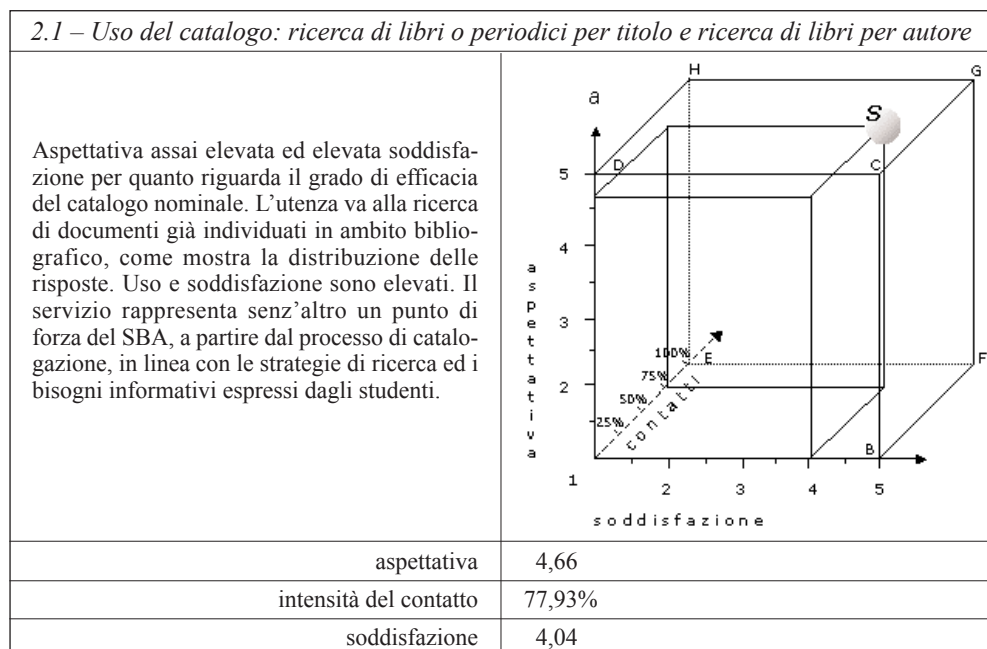 2.1 – Uso del catalogo: ricerca di libri o periodici per titolo e ricerca di libri per autore
Aspettativa assai elevata ed elevata soddisfa-
zione per quanto riguarda il grado di efficacia
del catalogo nominale. L’utenza va alla ricerca
di documenti già individuati in ambito biblio-
grafico, come mostra la distribuzione delle
risposte. Uso e soddisfazione sono elevati. Il
servizio rappresenta senz’altro un punto di
forza del SBA, a partire dal processo di catalo-
gazione, in linea con le strategie di ricerca ed i
bisogni informativi espressi dagli studenti.
H
G
a
S
D
C
5
4
3
2
1
aspettativa
100%
75%
50%
25%
contatti
E
F
B
2 3 4 5
soddisfazione
aspettativa 4,66
intensità del contatto 77,93%
soddisfazione 4,04